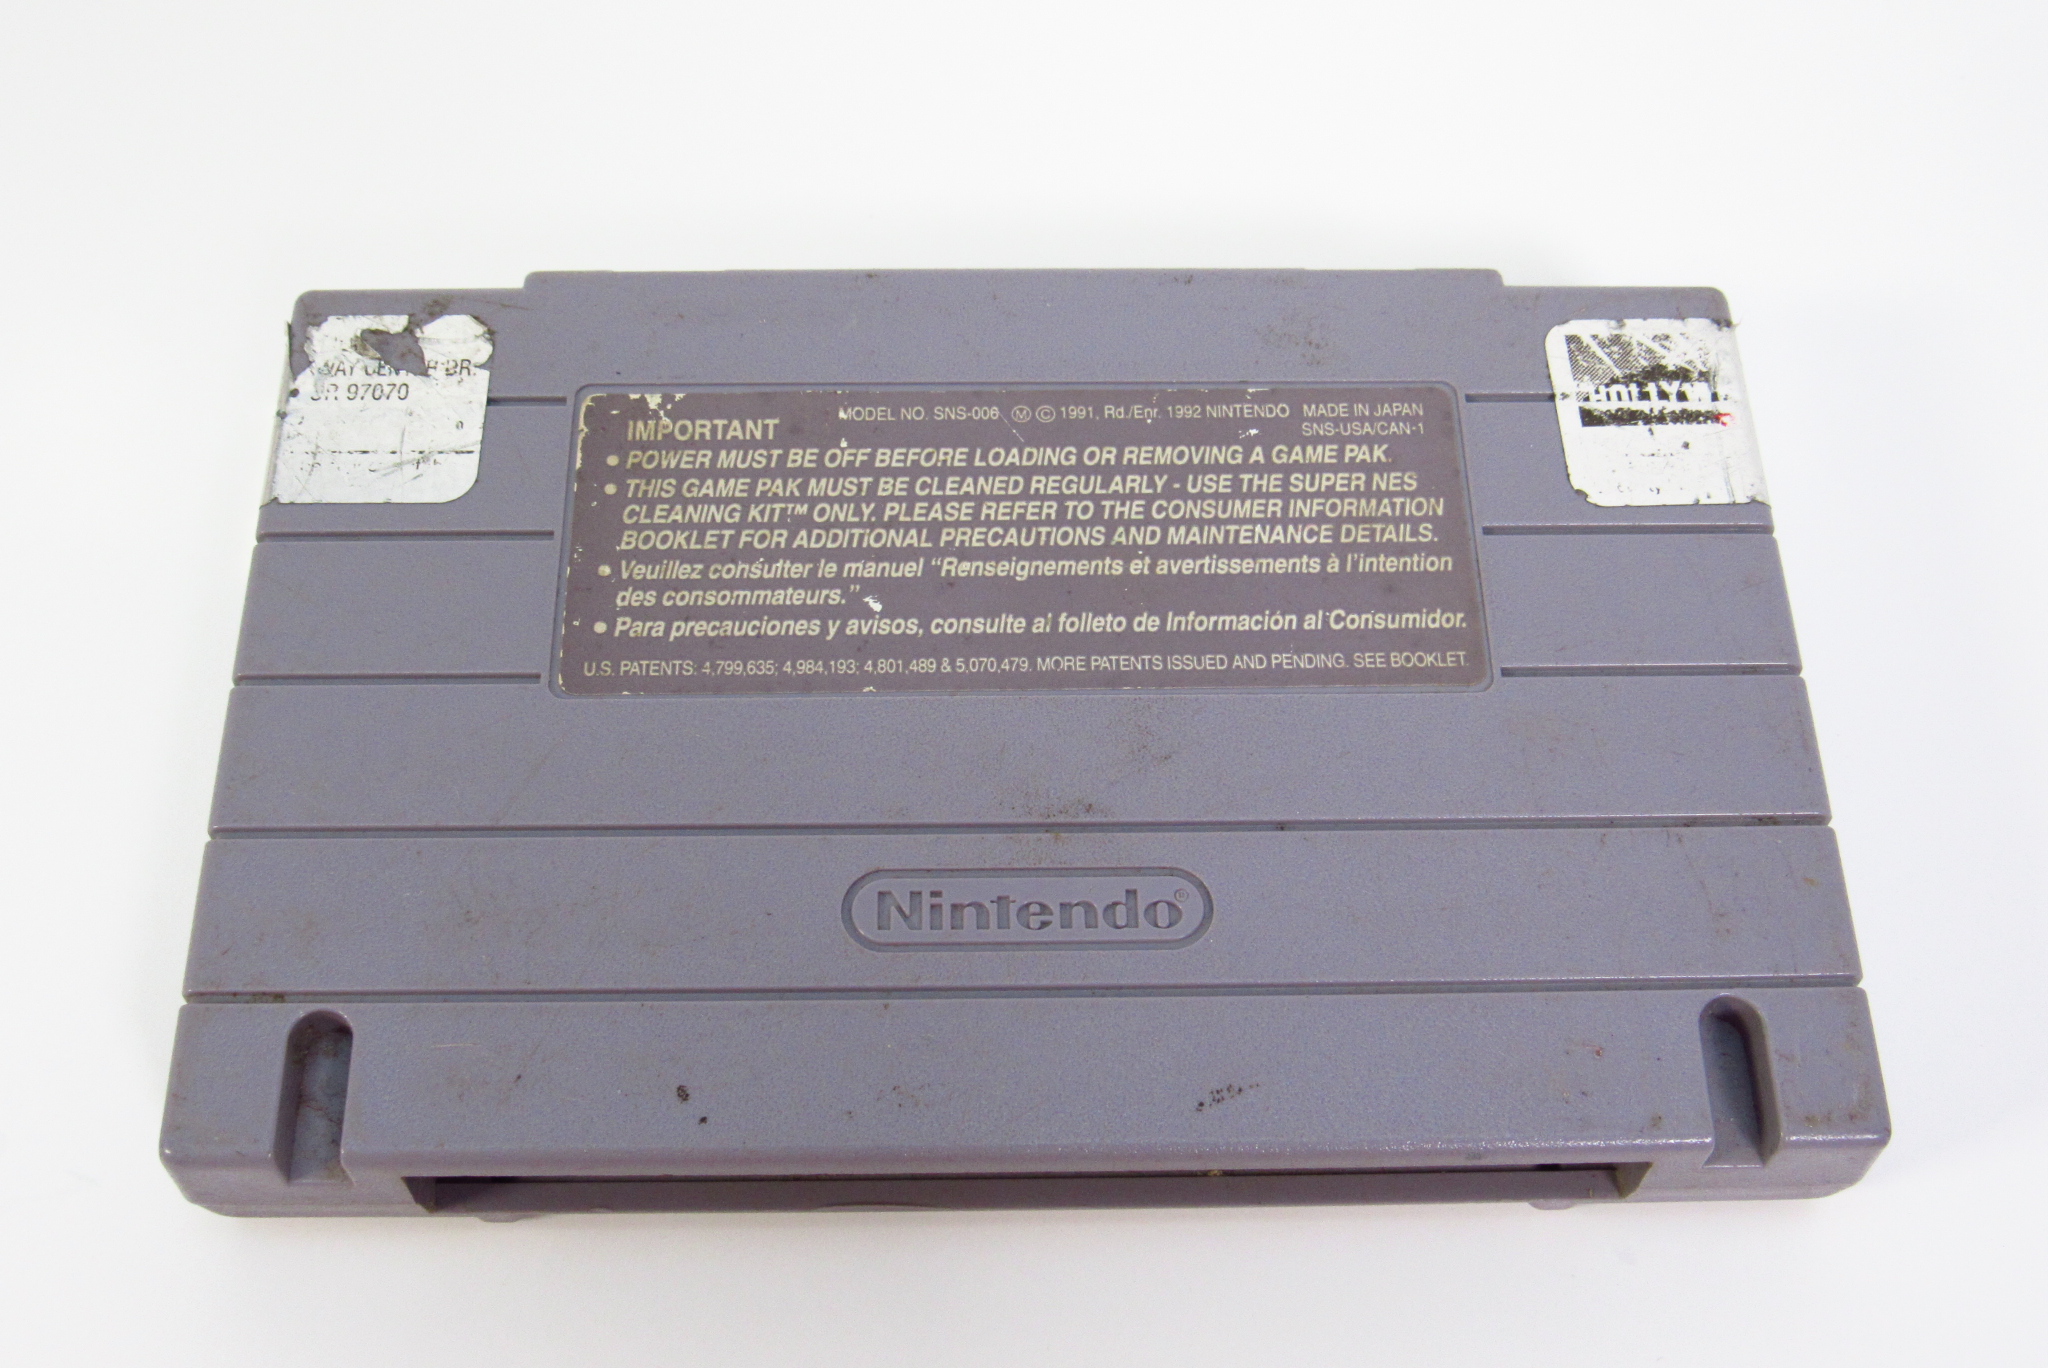 BR.
97070
HOLLYW
MODEL NO. SNS-006 Ⓜ © 1991, Rd./Enr. 1992 NINTENDO MADE IN JAPAN
SNS-USA/CAN-1
IMPORTANT
• POWER MUST BE OFF BEFORE LOADING OR REMOVING A GAME PAK.
• THIS GAME PAK MUST BE CLEANED REGULARLY - USE THE SUPER NES
CLEANING KIT™ ONLY. PLEASE REFER TO THE CONSUMER INFORMATION
BOOKLET FOR ADDITIONAL PRECAUTIONS AND MAINTENANCE DETAILS.
• Veuillez consulter le manuel “Renseignements et avertissements à l’intention
des consommateurs.”
• Para precauciones y avisos, consulte al folleto de Información al Consumidor.
U.S. PATENTS: 4,799,635; 4,984,193; 4,801,489 & 5,070,479. MORE PATENTS ISSUED AND PENDING. SEE BOOKLET.
Nintendo®